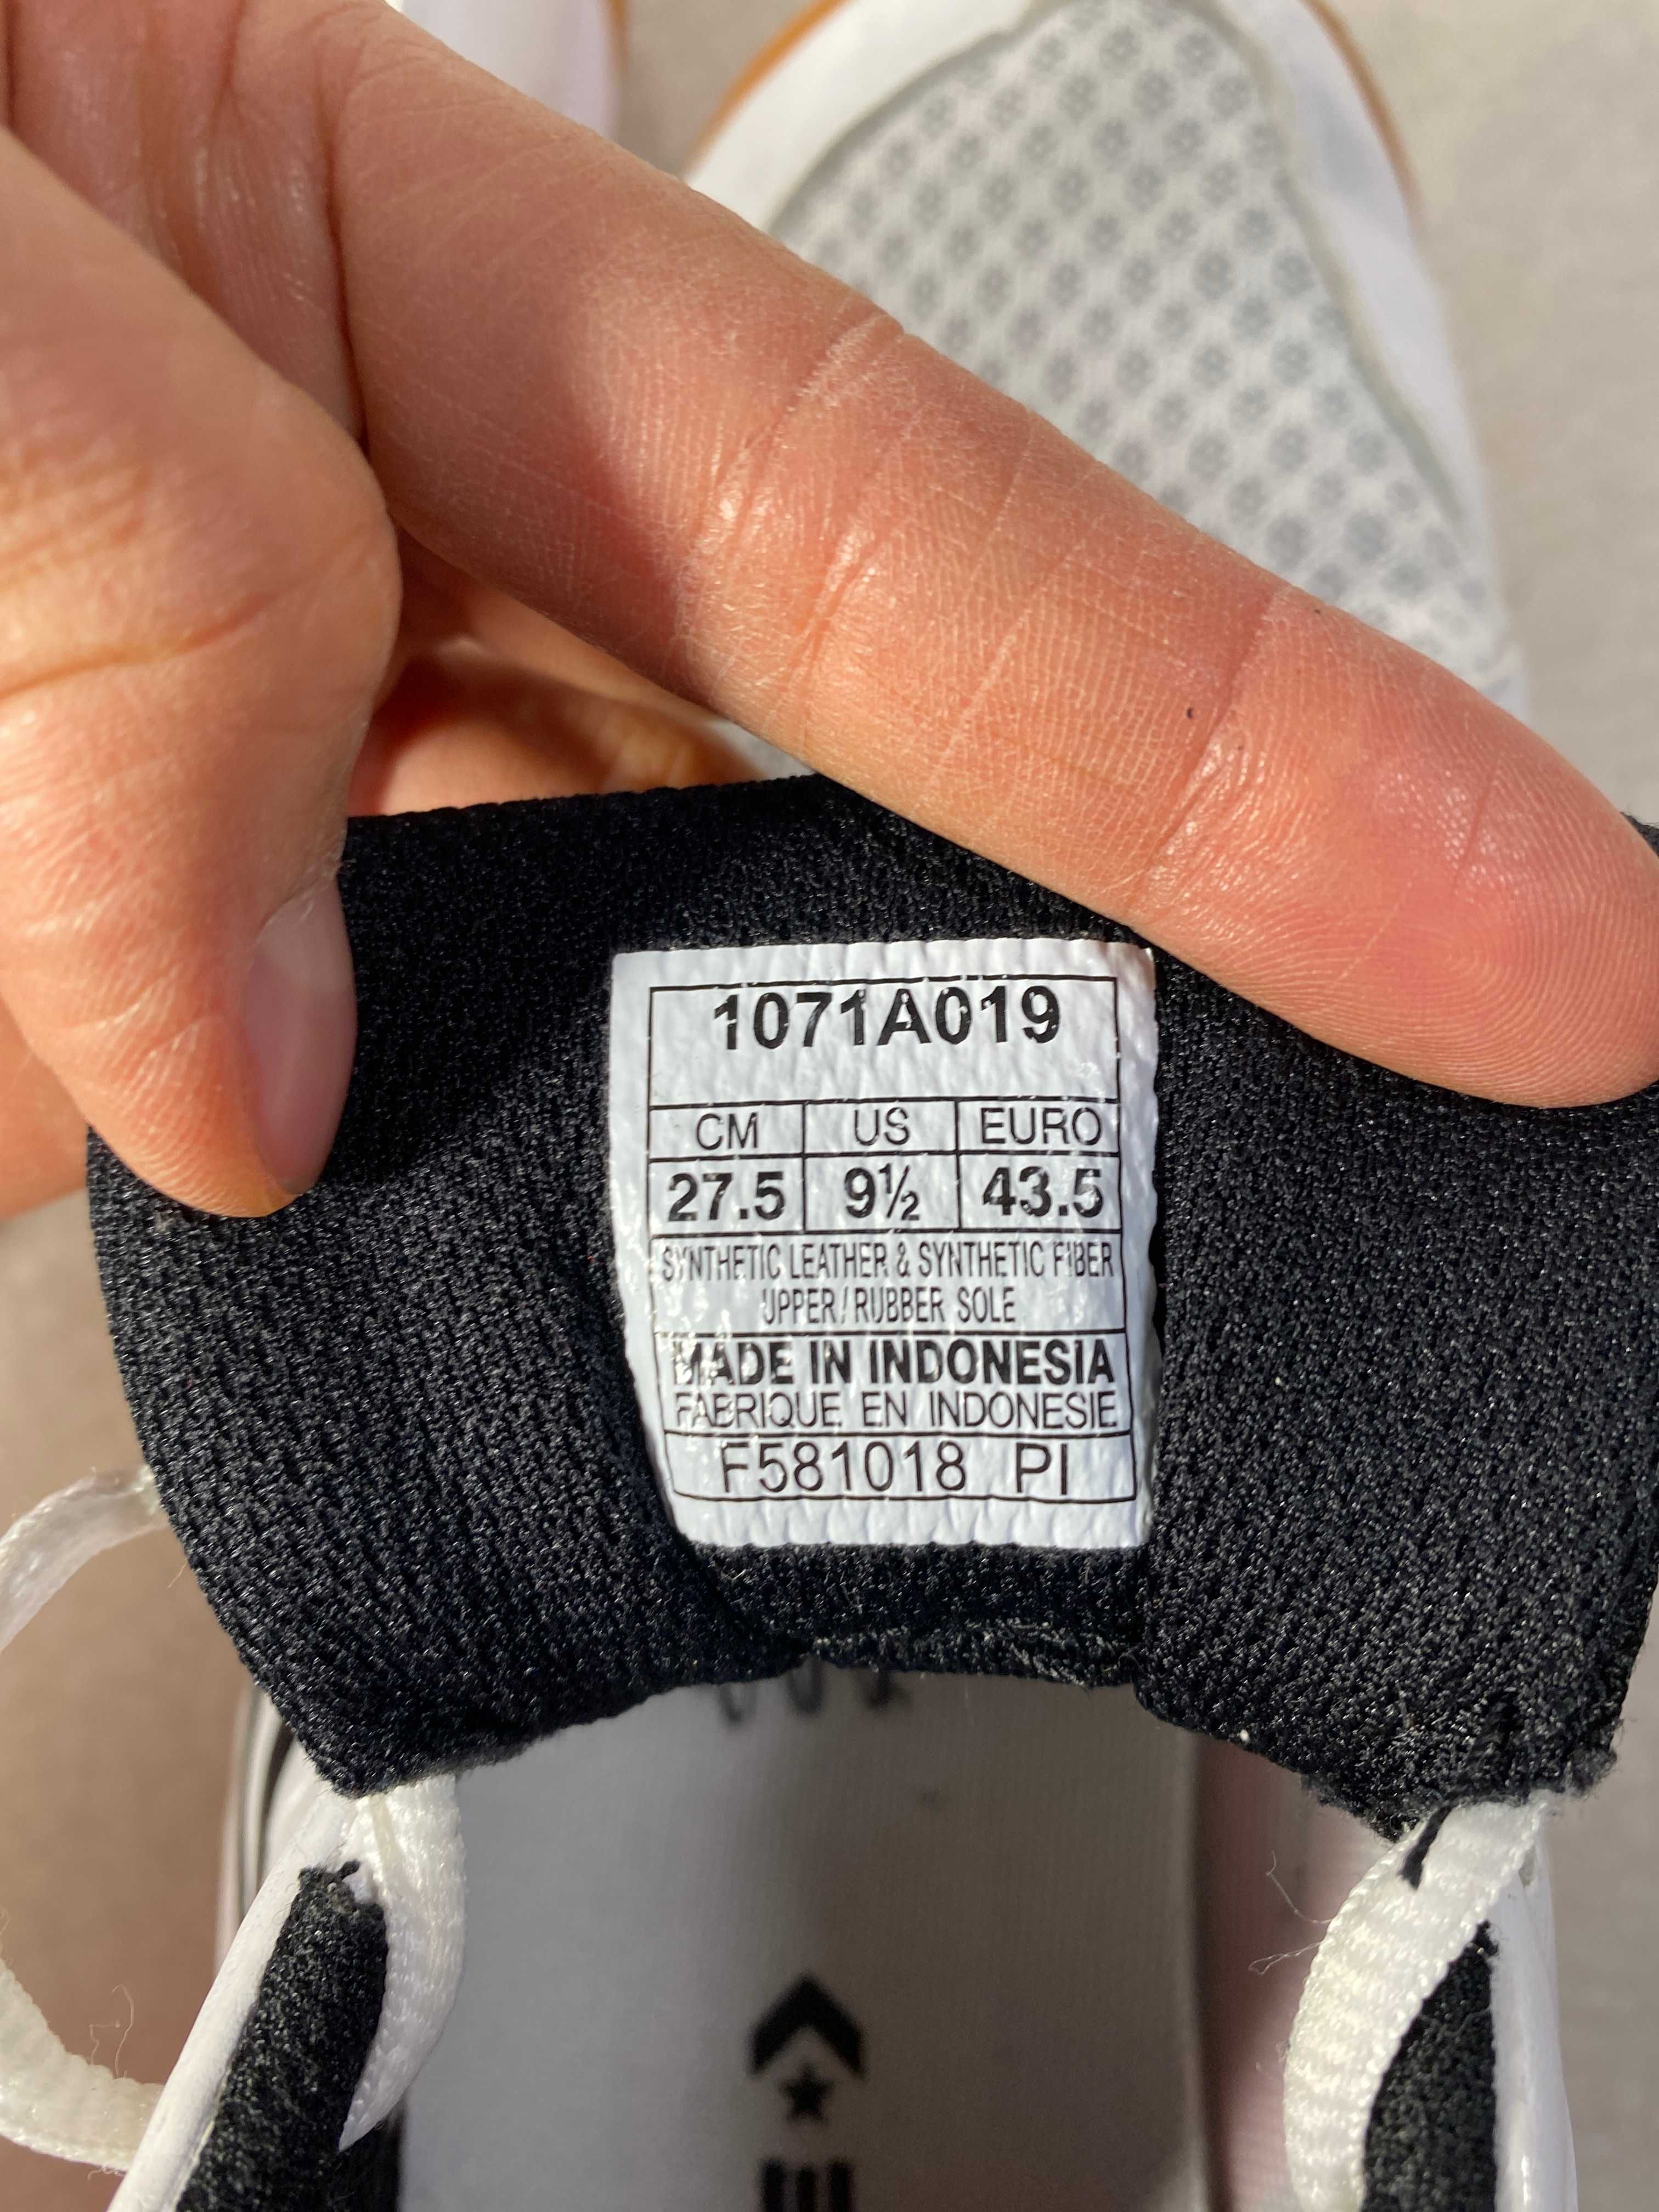 1071A019
CM US EURO
27.5 9½ 43.5
SYNTHETIC LEATHER & SYNTHETIC FIBER
UPPER / RUBBER SOLE
MADE IN INDONESIA
FABRIQUE EN INDONESIE
F581018 PI